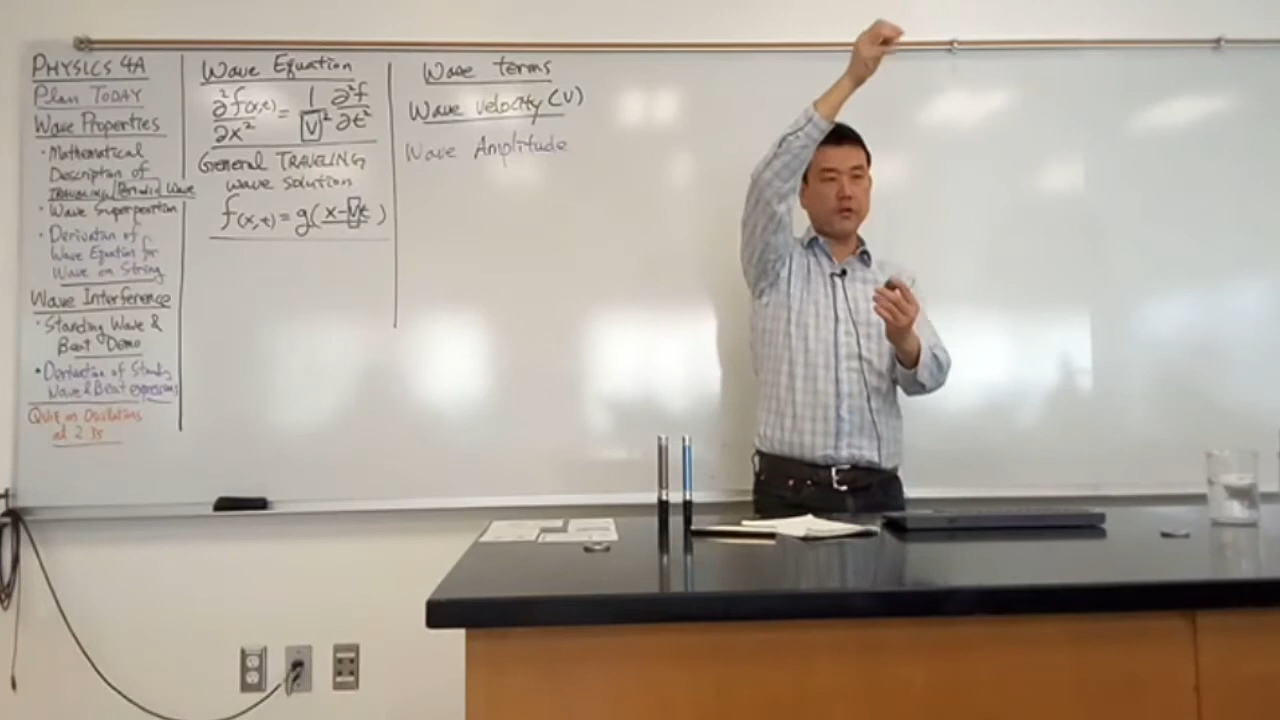 PHYSICS 4A
Plan TODAY
Wave Properties
• Mathematical
Description of
TRAVELING/Periodic Wave
• Wave Superposition
• Derivation of
Wave Equation for
Wave on String
Wave Interference
• Standing Wave &
Beat Demo
• Derivation of Standing
Wave & Beat expressions
Quiz on Oscillations
at 2:35
Wave Equation
∂²f(x,t)/∂x² = 1/v² ∂²f/∂t²
General TRAVELING
wave solution
f(x,t) = g(x-vt)
Wave terms
Wave velocity (v)
Wave Amplitude